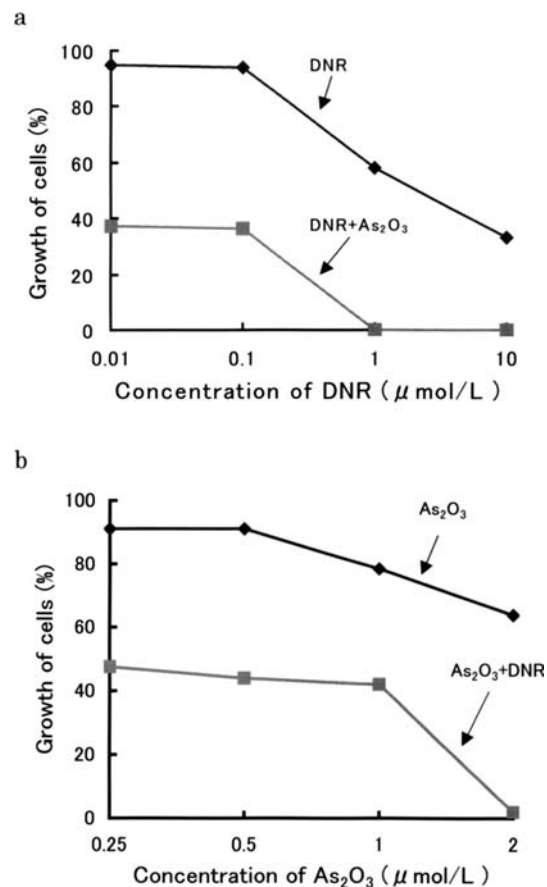 a
100
80
60
40
20
0
Growth of cells (%)
DNR
DNR+As₂O₃
0.01 0.1 1 10
Concentration of DNR ( μ mol/L )
b
100
80
60
40
20
0
Growth of cells (%)
As₂O₃
As₂O₃+DNR
0.25 0.5 1 2
Concentration of As₂O₃ ( μ mol/L )